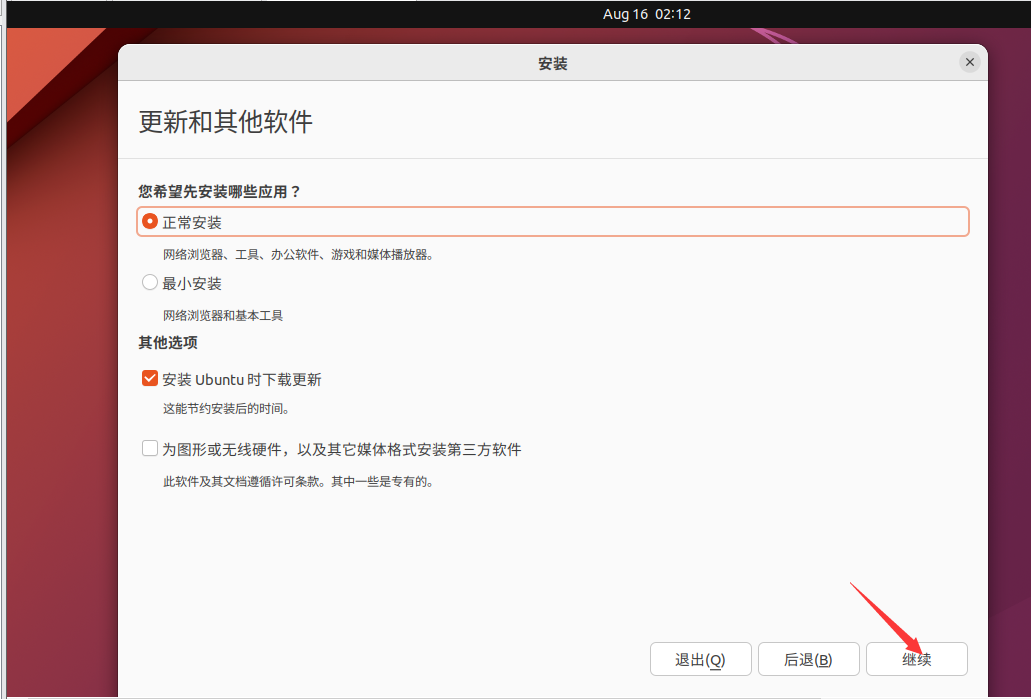 Aug 16 02:12
安装
更新和其他软件
您希望先安装哪些应用？
正常安装
网络浏览器、工具、办公软件、游戏和媒体播放器。
最小安装
网络浏览器和基本工具
其他选项
安装 Ubuntu 时下载更新
这能节约安装后的时间。
为图形或无线硬件，以及其它媒体格式安装第三方软件
此软件及其文档遵循许可条款。其中一些是专有的。
退出(Q) 后退(B) 继续